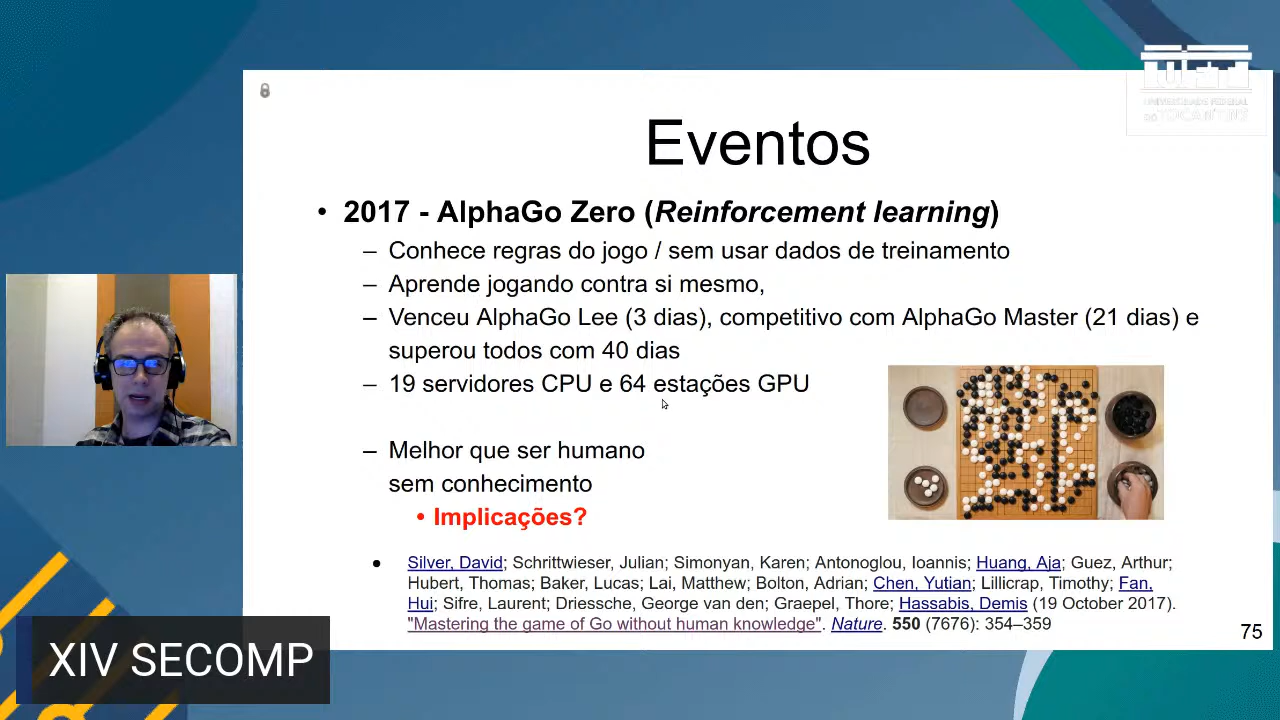 UFT
UNIVERSIDADE FEDERAL
DO TOCANTINS
Eventos
• 2017 - AlphaGo Zero (Reinforcement learning)
– Conhece regras do jogo / sem usar dados de treinamento
– Aprende jogando contra si mesmo,
– Venceu AlphaGo Lee (3 dias), competitivo com AlphaGo Master (21 dias) e
superou todos com 40 dias
– 19 servidores CPU e 64 estações GPU
– Melhor que ser humano
sem conhecimento
• Implicações?
• Silver, David; Schrittwieser, Julian; Simonyan, Karen; Antonoglou, Ioannis; Huang, Aja; Guez, Arthur;
Hubert, Thomas; Baker, Lucas; Lai, Matthew; Bolton, Adrian; Chen, Yutian; Lillicrap, Timothy; Fan,
Hui; Sifre, Laurent; Driessche, George van den; Graepel, Thore; Hassabis, Demis (19 October 2017).
"Mastering the game of Go without human knowledge". Nature. 550 (7676): 354–359
75
XIV SECOMP